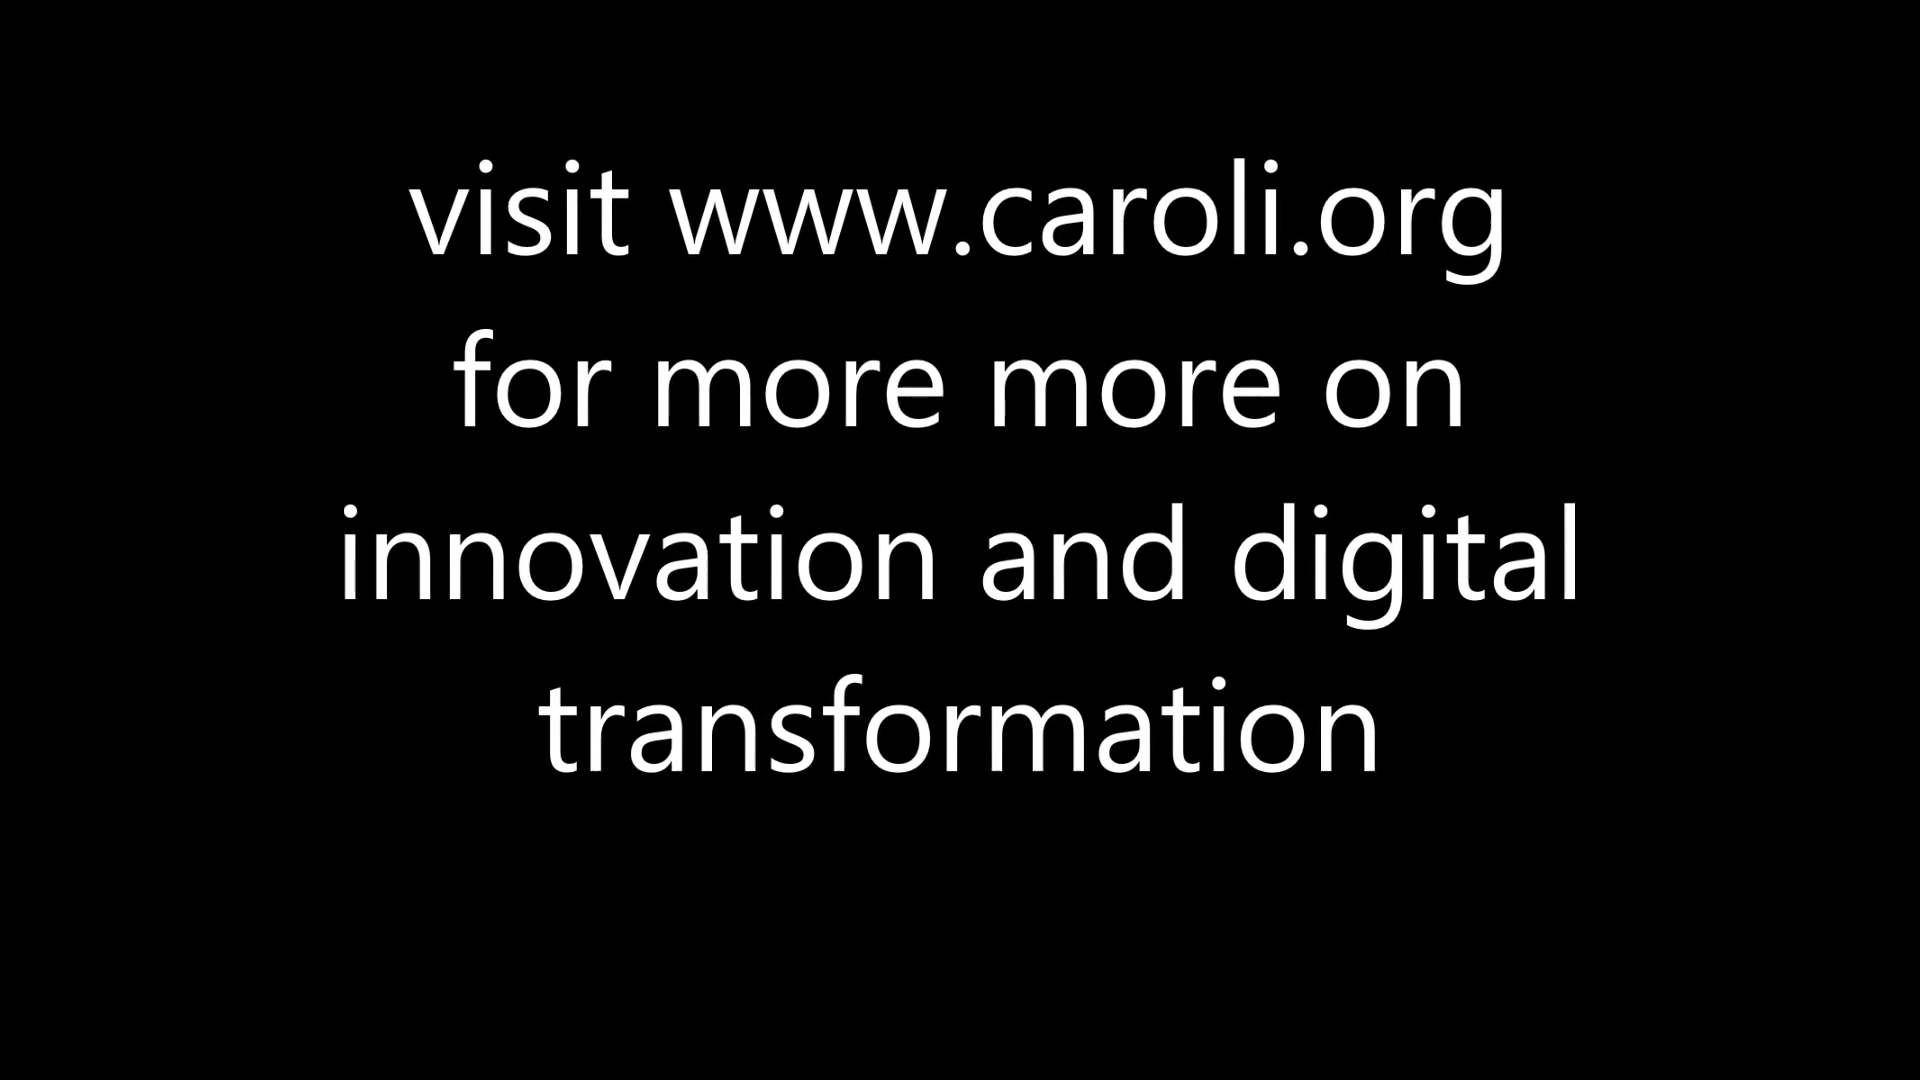 visit www.caroli.org
for more more on
innovation and digital
transformation